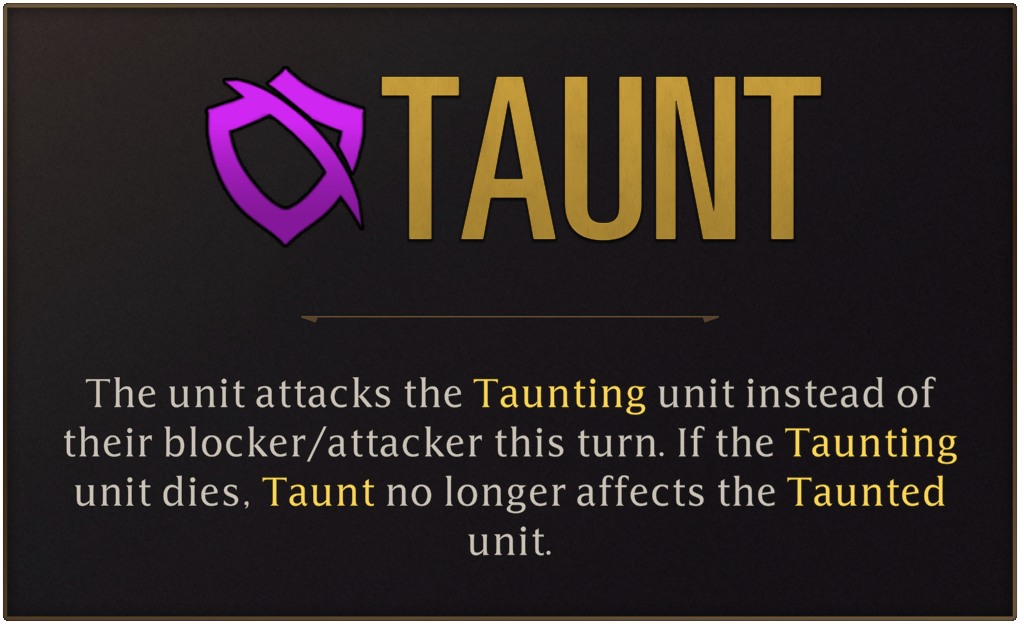 TAUNT
The unit attacks the Taunting unit instead of
their blocker/attacker this turn. If the Taunting
unit dies, Taunt no longer affects the Taunted
unit.